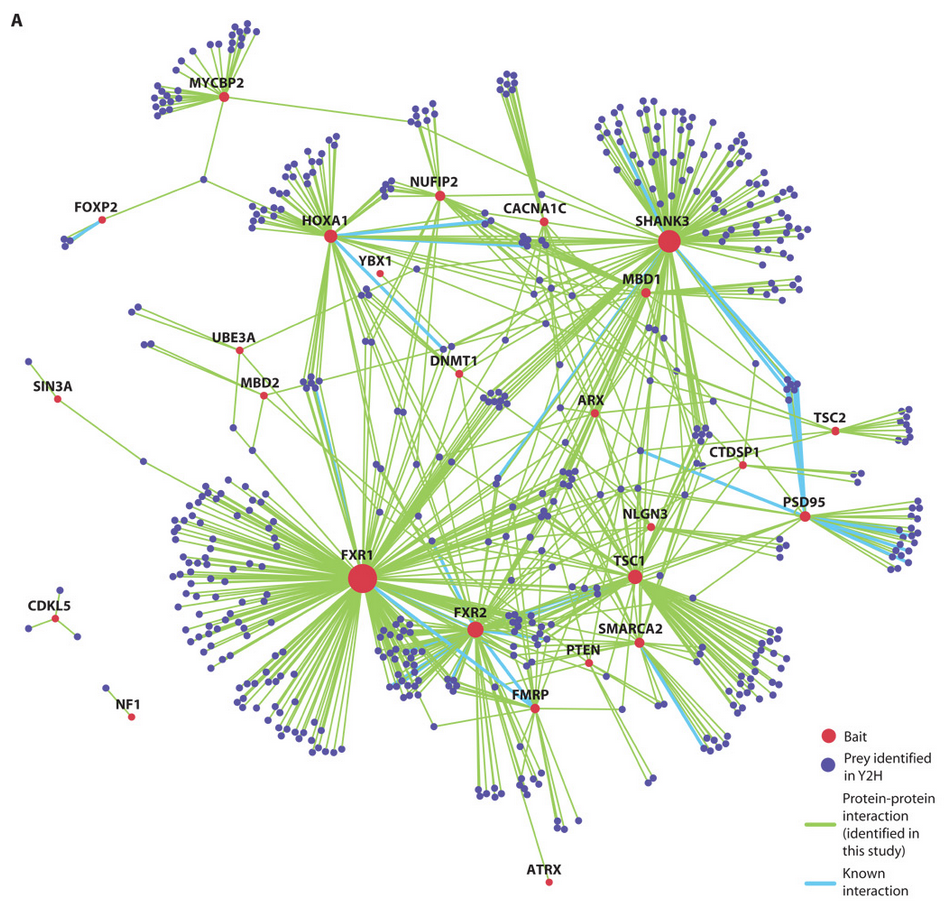 A
MYCBP2
NUFIP2
FOXP2
CACNA1C
HOXA1
SHANK3
YBX1
MBD1
UBE3A
DNMT1
SIN3A
MBD2
ARX
TSC2
CTDSP1
PSD95
NLGN3
FXR1
TSC1
CDKL5
FXR2
SMARCA2
PTEN
FMRP
NF1
ATRX
Bait
Prey identified
in Y2H
Protein-protein
interaction
(identified in
this study)
Known
interaction